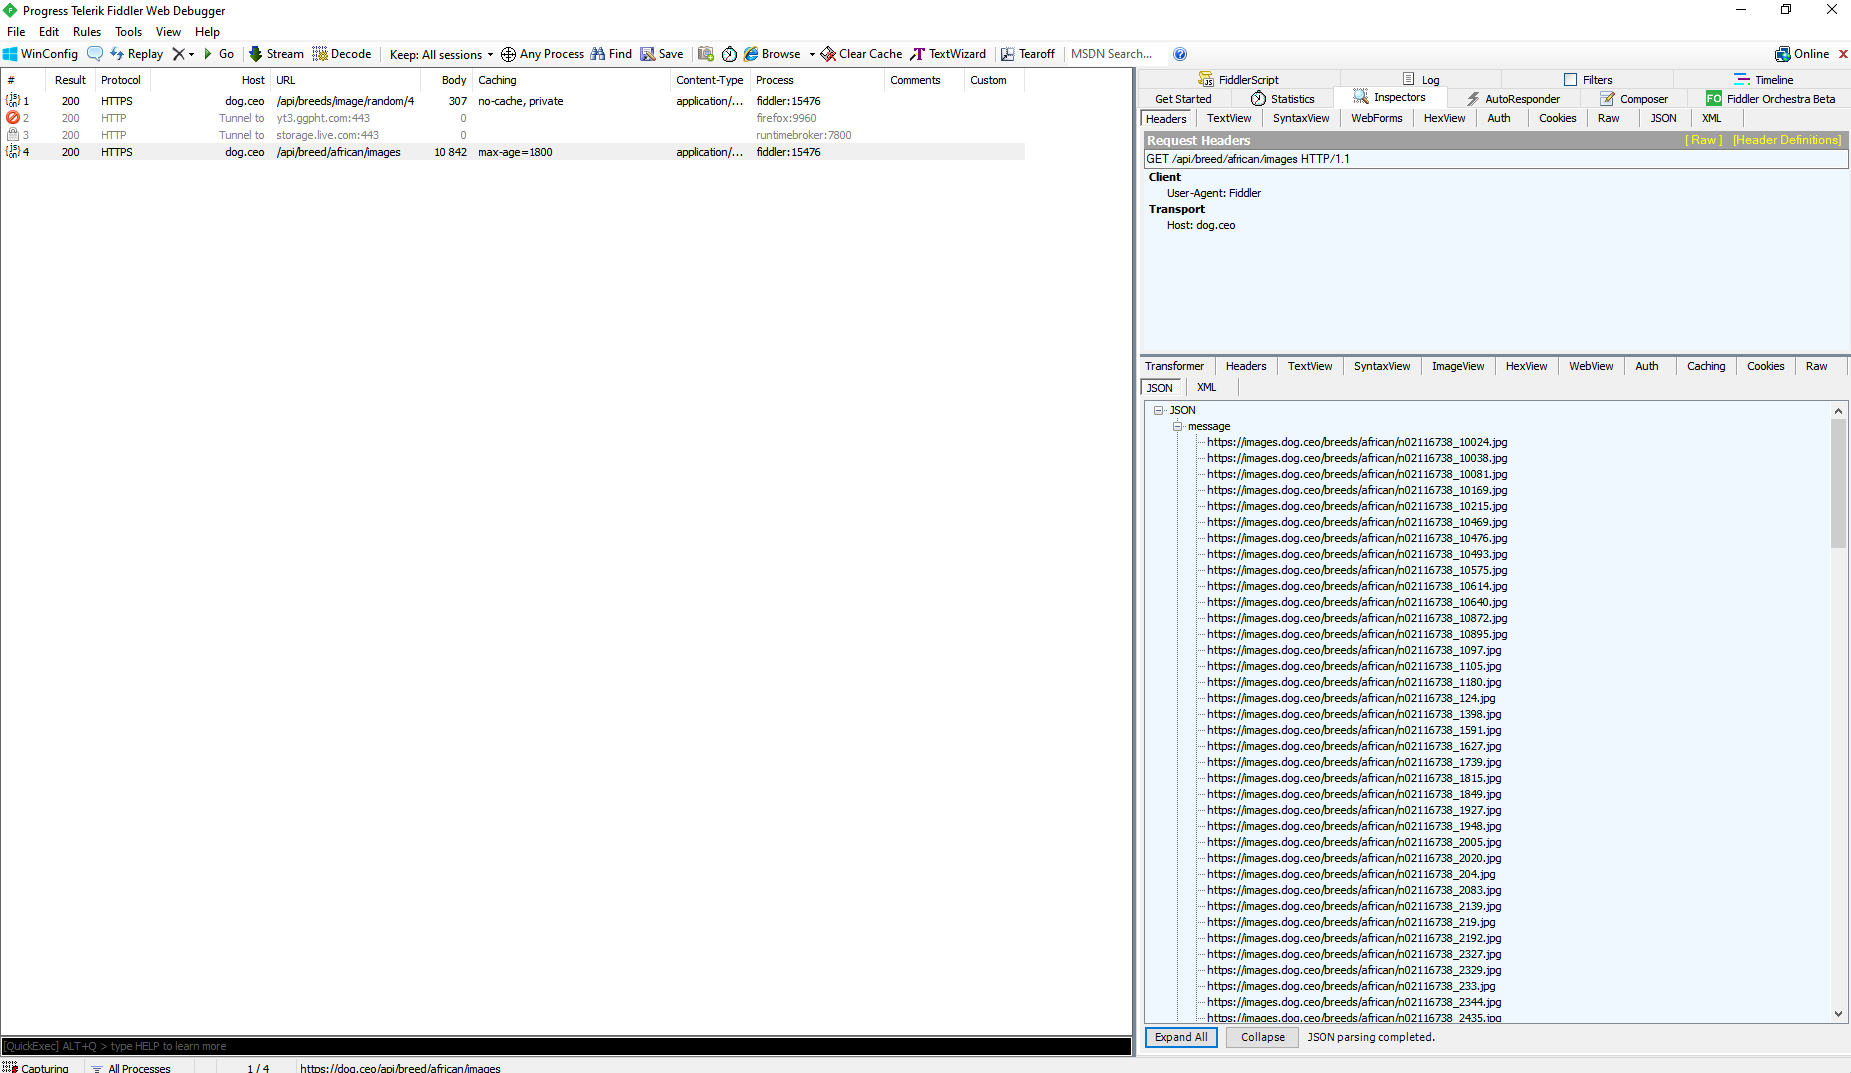 Progress Telerik Fiddler Web Debugger
File Edit Rules Tools View Help
WinConfig Replay Go Stream Decode Keep: All sessions Any Process Find Save Browse Clear Cache TextWizard Tearoff MSDN Search... Online
# Result Protocol Host URL Body Caching Content-Type Process Comments Custom
1 200 HTTPS dog.ceo /api/breeds/image/random/4 307 no-cache, private application/... fiddler:15476
2 200 HTTP Tunnel to yt3.ggpht.com:443 0 firefox:9960
3 200 HTTP Tunnel to storage.live.com:443 0 runtimebroker:7800
4 200 HTTPS dog.ceo /api/breed/african/images 10 842 max-age=1800 application/... fiddler:15476
FiddlerScript Log Filters Timeline
Get Started Statistics Inspectors AutoResponder Composer FO Fiddler Orchestra Beta
Headers TextView SyntaxView WebForms HexView Auth Cookies Raw JSON XML
Request Headers [ Raw ] [Header Definitions]
GET /api/breed/african/images HTTP/1.1
Client
User-Agent: Fiddler
Transport
Host: dog.ceo
Transformer Headers TextView SyntaxView ImageView HexView WebView Auth Caching Cookies Raw
JSON XML
JSON
message
https://images.dog.ceo/breeds/african/n02116738_10024.jpg
https://images.dog.ceo/breeds/african/n02116738_10038.jpg
https://images.dog.ceo/breeds/african/n02116738_10081.jpg
https://images.dog.ceo/breeds/african/n02116738_10169.jpg
https://images.dog.ceo/breeds/african/n02116738_10215.jpg
https://images.dog.ceo/breeds/african/n02116738_10469.jpg
https://images.dog.ceo/breeds/african/n02116738_10476.jpg
https://images.dog.ceo/breeds/african/n02116738_10493.jpg
https://images.dog.ceo/breeds/african/n02116738_10575.jpg
https://images.dog.ceo/breeds/african/n02116738_10614.jpg
https://images.dog.ceo/breeds/african/n02116738_10640.jpg
https://images.dog.ceo/breeds/african/n02116738_10872.jpg
https://images.dog.ceo/breeds/african/n02116738_10895.jpg
https://images.dog.ceo/breeds/african/n02116738_1097.jpg
https://images.dog.ceo/breeds/african/n02116738_1105.jpg
https://images.dog.ceo/breeds/african/n02116738_1180.jpg
https://images.dog.ceo/breeds/african/n02116738_124.jpg
https://images.dog.ceo/breeds/african/n02116738_1398.jpg
https://images.dog.ceo/breeds/african/n02116738_1591.jpg
https://images.dog.ceo/breeds/african/n02116738_1627.jpg
https://images.dog.ceo/breeds/african/n02116738_1739.jpg
https://images.dog.ceo/breeds/african/n02116738_1815.jpg
https://images.dog.ceo/breeds/african/n02116738_1849.jpg
https://images.dog.ceo/breeds/african/n02116738_1927.jpg
https://images.dog.ceo/breeds/african/n02116738_1948.jpg
https://images.dog.ceo/breeds/african/n02116738_2005.jpg
https://images.dog.ceo/breeds/african/n02116738_2020.jpg
https://images.dog.ceo/breeds/african/n02116738_204.jpg
https://images.dog.ceo/breeds/african/n02116738_2083.jpg
https://images.dog.ceo/breeds/african/n02116738_2139.jpg
https://images.dog.ceo/breeds/african/n02116738_219.jpg
https://images.dog.ceo/breeds/african/n02116738_2192.jpg
https://images.dog.ceo/breeds/african/n02116738_2327.jpg
https://images.dog.ceo/breeds/african/n02116738_2329.jpg
https://images.dog.ceo/breeds/african/n02116738_233.jpg
https://images.dog.ceo/breeds/african/n02116738_2344.jpg
https://images.dog.ceo/breeds/african/n02116738_2435.jpg
Expand All Collapse JSON parsing completed.
[QuickExec] ALT+Q > type HELP to learn more
Capturing All Processes 1 / 4 https://dog.ceo/api/breed/african/images